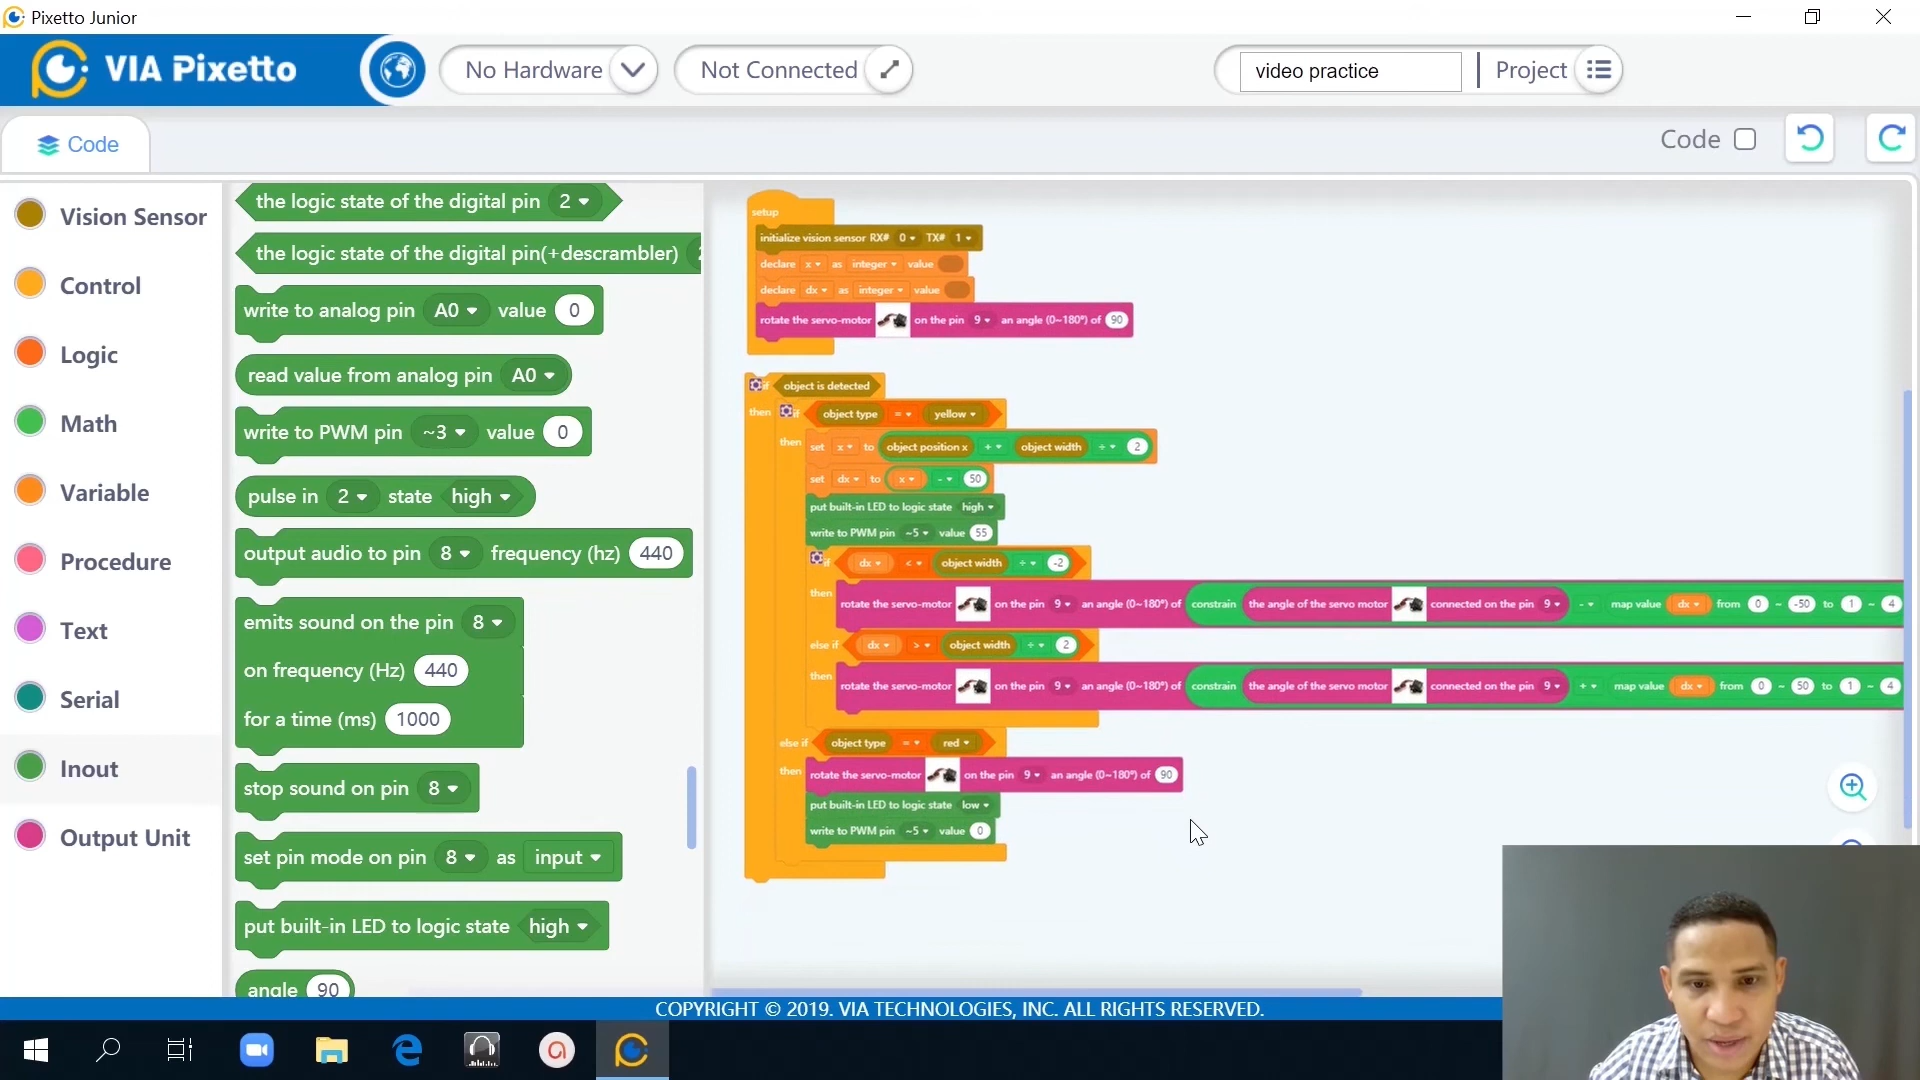 Pixetto Junior
VIA Pixetto
No Hardware
Not Connected
video practice
Project
Code
Code
Vision Sensor
Control
Logic
Math
Variable
Procedure
Text
Serial
Inout
Output Unit
the logic state of the digital pin 2
the logic state of the digital pin(+descrambler)
write to analog pin A0 value 0
read value from analog pin A0
write to PWM pin ~3 value 0
pulse in 2 state high
output audio to pin 8 frequency (hz) 440
emits sound on the pin 8
on frequency (Hz) 440
for a time (ms) 1000
stop sound on pin 8
set pin mode on pin 8 as input
put built-in LED to logic state high
angle 90
setup
initialize vision sensor RX# 0 TX# 1
declare x as integer value
declare dx as integer value
rotate the servo-motor on the pin 9 an angle (0~180°) of 90
if object is detected
then if object type = yellow
then set x to object position x + object width ÷ 2
set dx to x - 50
put built-in LED to logic state high
write to PWM pin ~5 value 55
if dx < object width ÷ -2
then rotate the servo-motor on the pin 9 an angle (0~180°) of constrain the angle of the servo motor connected on the pin 9 - map value dx from 0 ~ -50 to 1 ~ 4
else if dx > object width ÷ 2
then rotate the servo-motor on the pin 9 an angle (0~180°) of constrain the angle of the servo motor connected on the pin 9 + map value dx from 0 ~ 50 to 1 ~ 4
else if object type = red
then rotate the servo-motor on the pin 9 an angle (0~180°) of 90
put built-in LED to logic state low
write to PWM pin ~5 value 0
COPYRIGHT © 2019. VIA TECHNOLOGIES, INC. ALL RIGHTS RESERVED.